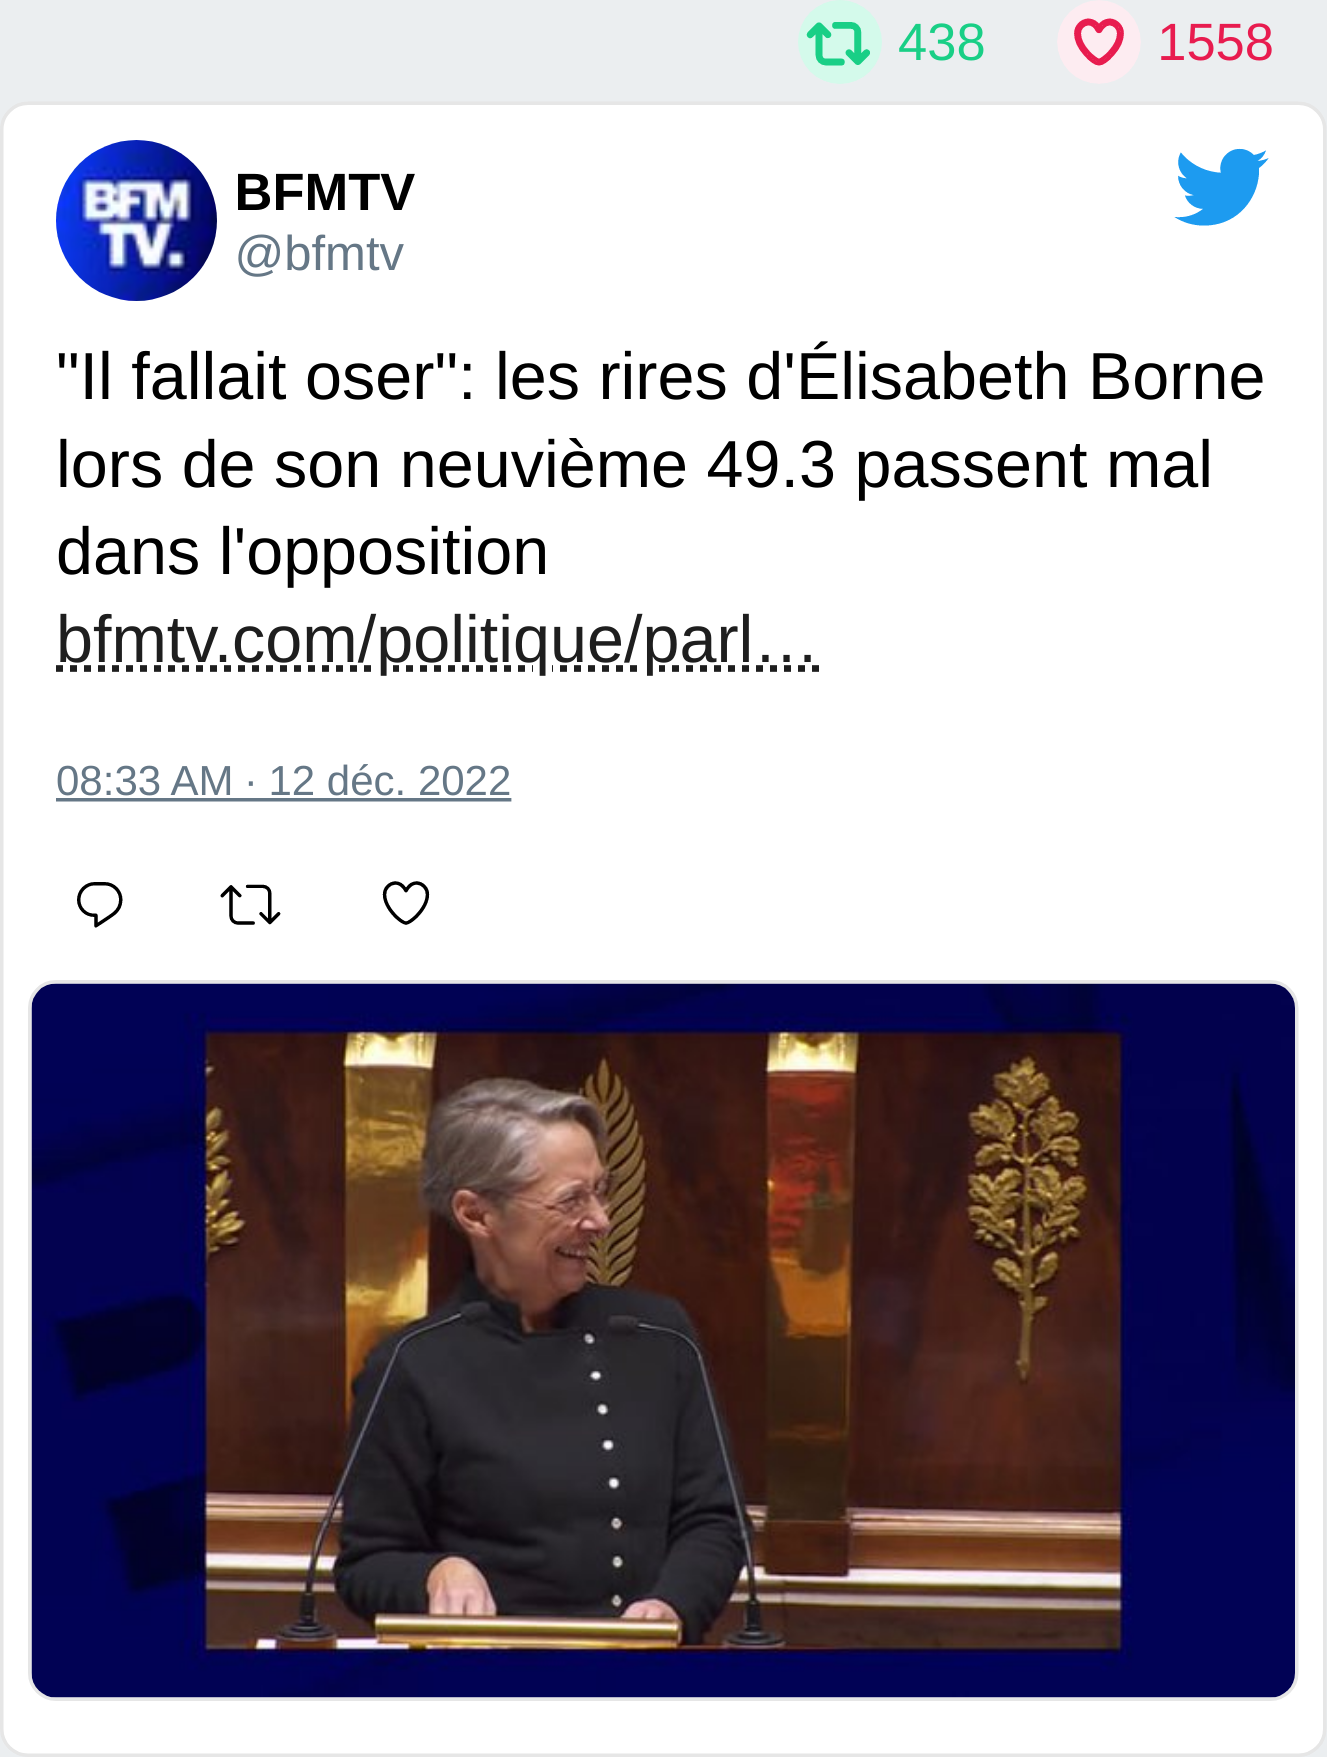 438 1558
BFM
TV.
BFMTV
@bfmtv
"Il fallait oser": les rires d'Élisabeth Borne
lors de son neuvième 49.3 passent mal
dans l'opposition
bfmtv.com/politique/parl…
08:33 AM · 12 déc. 2022